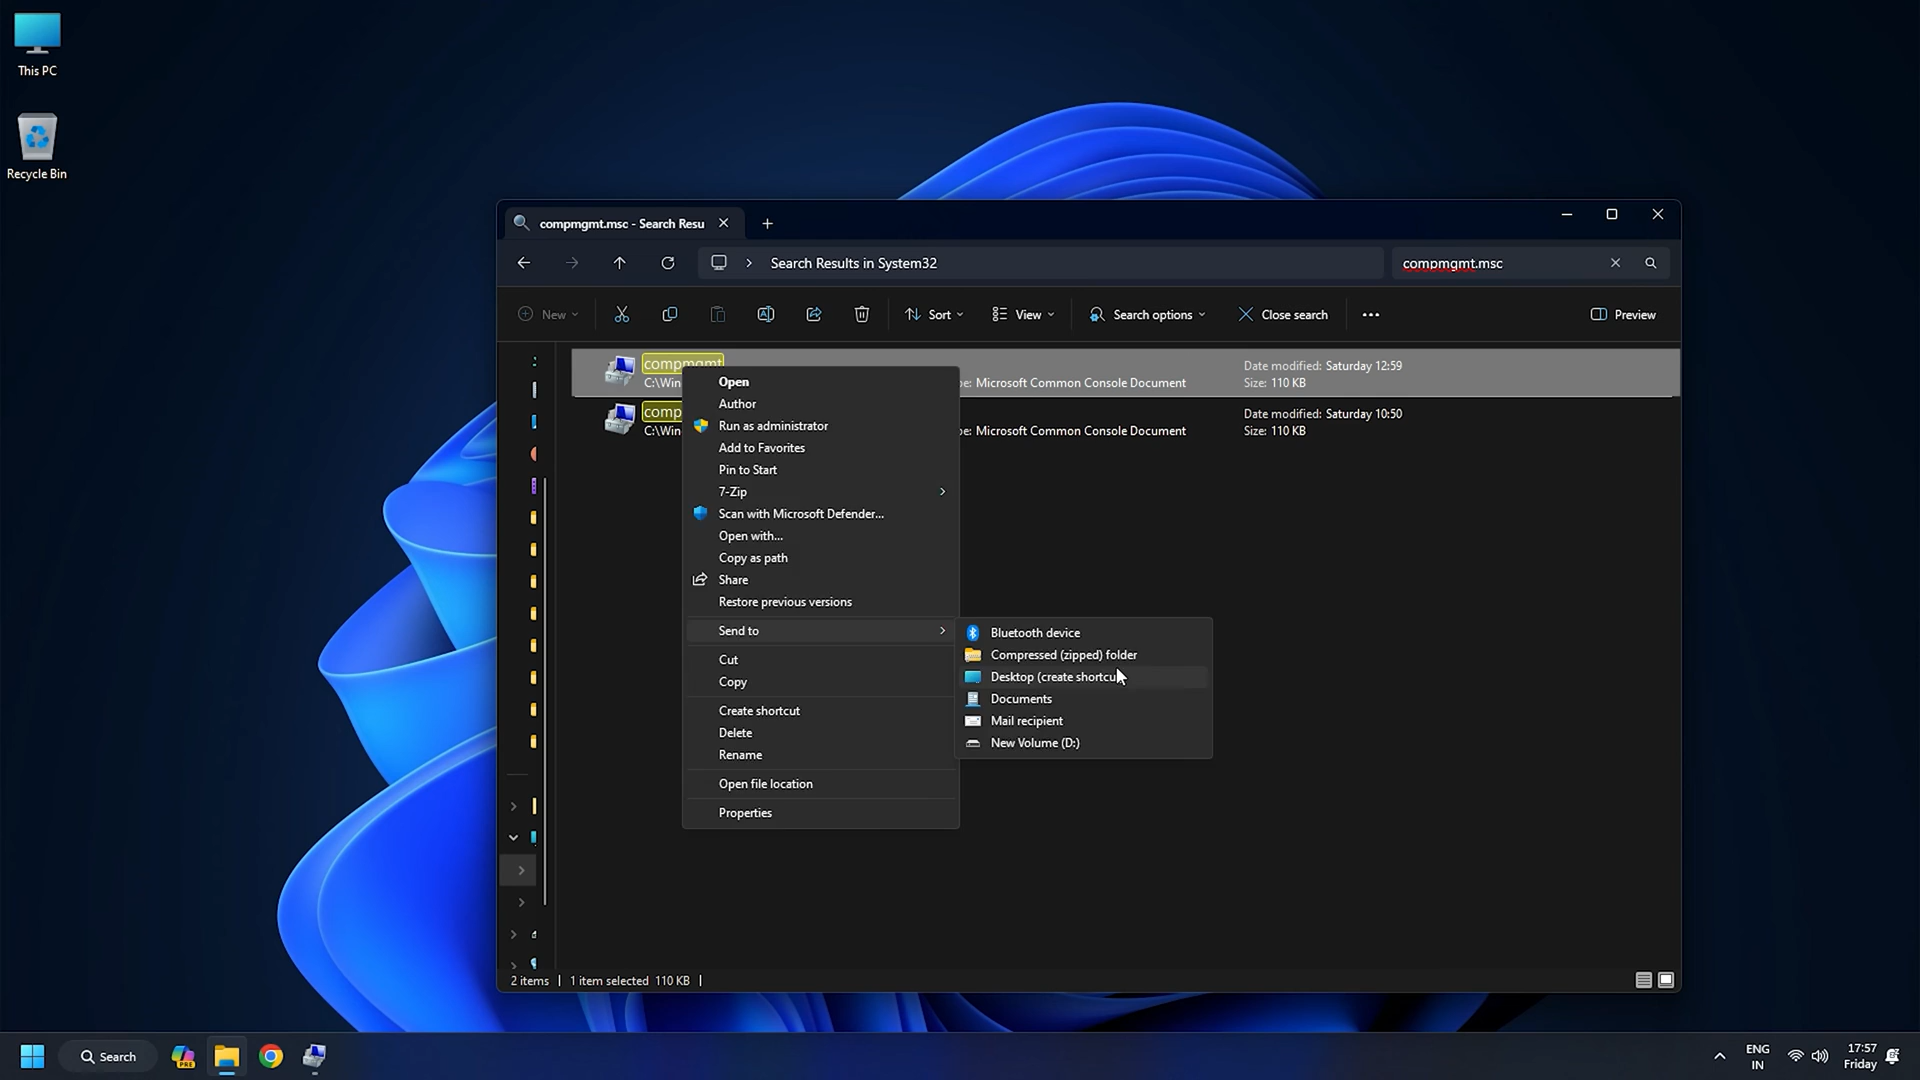 This PC
Recycle Bin
compmgmt.msc - Search Resu
Search Results in System32
compmgmt.msc
New
Sort
View
Search options
Close search
Preview
compmgmt
Date modified: Saturday 12:59
C:\Win
pe: Microsoft Common Console Document
Size: 110 KB
comp
Date modified: Saturday 10:50
C:\Win
pe: Microsoft Common Console Document
Size: 110 KB
Open
Author
Run as administrator
Add to Favorites
Pin to Start
7-Zip
Scan with Microsoft Defender...
Open with...
Copy as path
Share
Restore previous versions
Send to
Cut
Copy
Create shortcut
Delete
Rename
Open file location
Properties
Bluetooth device
Compressed (zipped) folder
Desktop (create shortcu
Documents
Mail recipient
New Volume (D:)
2 items
1 item selected 110 KB
Search
PRE
ENG
IN
17:57
Friday